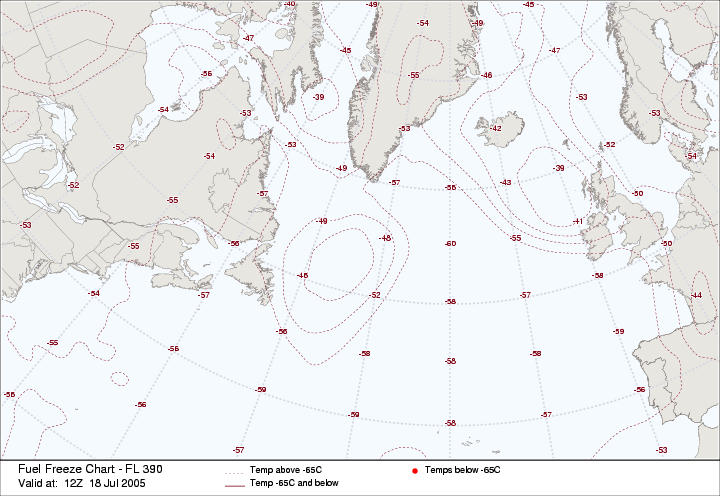 -40 -49 -45
-54 -49
-47 -45 -47
-56 -55 -46
-39 -53
-54 -53 -53
-53 -42
-52 -53 -52
-54 -54
-49 -39
-52 -57 -55 -43
-55 -57 -50
-53 -49 -41
-56 -48 -55 -50
-55 -60
-46 -58
-54 -57 -52 -57 -44
-58
-56 -59
-55 -56
-58 -58 -58
-56 -59 -56
-56 -59 -57
-58
-57 -53
Fuel Freeze Chart - FL 390
Valid at: 12Z 18 Jul 2005
Temp above -65C
Temp -65C and below
Temps below -65C